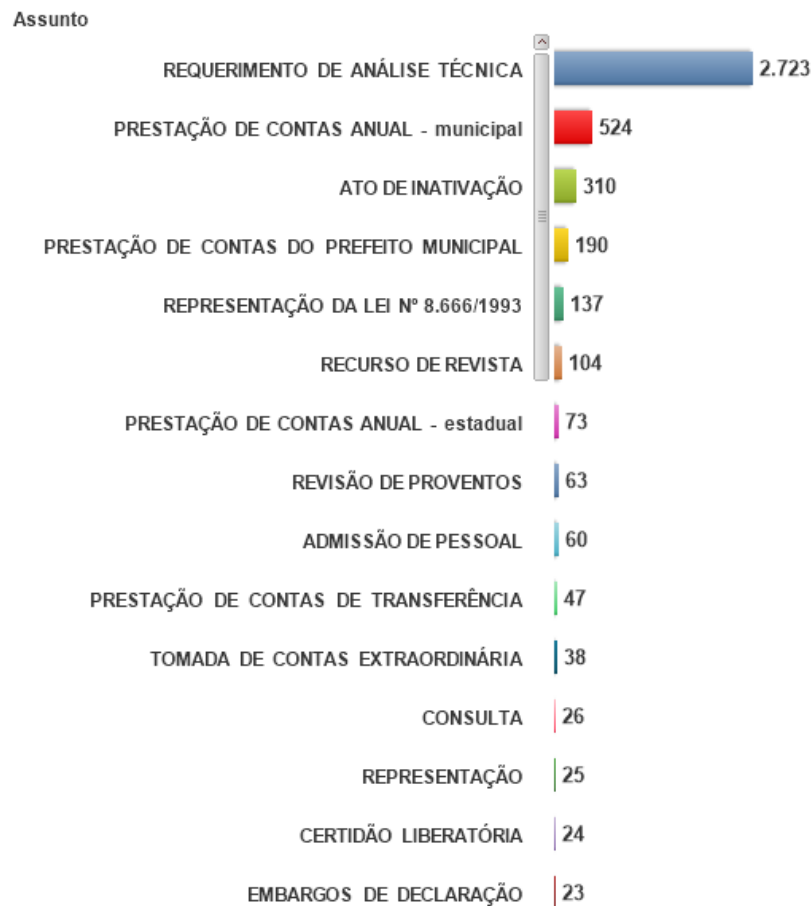 Assunto
REQUERIMENTO DE ANÁLISE TÉCNICA 2.723
PRESTAÇÃO DE CONTAS ANUAL - municipal 524
ATO DE INATIVAÇÃO 310
PRESTAÇÃO DE CONTAS DO PREFEITO MUNICIPAL 190
REPRESENTAÇÃO DA LEI Nº 8.666/1993 137
RECURSO DE REVISTA 104
PRESTAÇÃO DE CONTAS ANUAL - estadual 73
REVISÃO DE PROVENTOS 63
ADMISSÃO DE PESSOAL 60
PRESTAÇÃO DE CONTAS DE TRANSFERÊNCIA 47
TOMADA DE CONTAS EXTRAORDINÁRIA 38
CONSULTA 26
REPRESENTAÇÃO 25
CERTIDÃO LIBERATÓRIA 24
EMBARGOS DE DECLARAÇÃO 23